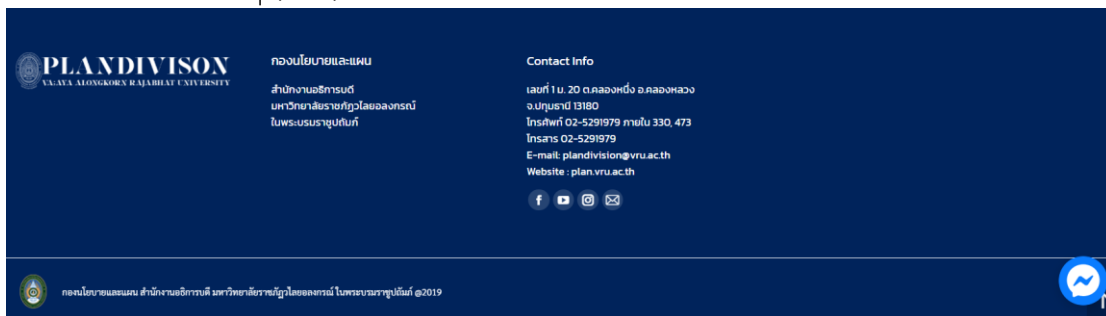 PLANDIVISON
VALAYA ALONGKORN RAJABHAT UNIVERSITY
กองนโยบายและแผน
สำนักงานอธิการบดี
มหาวิทยาลัยราชภัฏวไลยอลงกรณ์
ในพระบรมราชูปถัมภ์
Contact Info
เลขที่ 1 ม. 20 ต.คลองหนึ่ง อ.คลองหลวง
จ.ปทุมธานี 13180
โทรศัพท์ 02-5291979 ภายใน 330, 473
โทรสาร 02-5291979
E-mail: plandivision@vru.ac.th
Website : plan.vru.ac.th
กองนโยบายและแผน สำนักงานอธิการบดี มหาวิทยาลัยราชภัฏวไลยอลงกรณ์ ในพระบรมราชูปถัมภ์ @2019